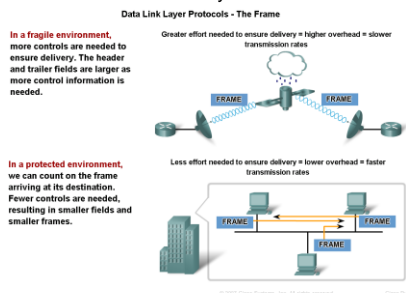 Data Link Layer Protocols - The Frame
In a fragile environment,
more controls are needed to
ensure delivery. The header
and trailer fields are larger as
more control information is
needed.
Greater effort needed to ensure delivery = higher overhead = slower
transmission rates
FRAME
FRAME
In a protected environment,
we can count on the frame
arriving at its destination.
Fewer controls are needed,
resulting in smaller fields and
smaller frames.
Less effort needed to ensure delivery = lower overhead = faster
transmission rates
FRAME
FRAME
FRAME